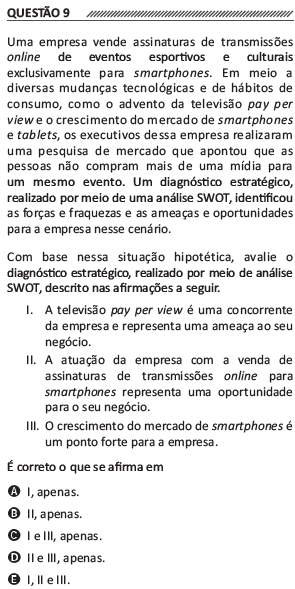 QUESTÃO 9
Uma empresa vende assinaturas de transmissões
online de eventos esportivos e culturais
exclusivamente para smartphones. Em meio a
diversas mudanças tecnológicas e de hábitos de
consumo, como o advento da televisão pay per
view e o crescimento do mercado de smartphones
e tablets, os executivos dessa empresa realizaram
uma pesquisa de mercado que apontou que as
pessoas não compram mais de uma mídia para
um mesmo evento. Um diagnóstico estratégico,
realizado por meio de uma análise SWOT, identificou
as forças e fraquezas e as ameaças e oportunidades
para a empresa nesse cenário.
Com base nessa situação hipotética, avalie o
diagnóstico estratégico, realizado por meio de análise
SWOT, descrito nas afirmações a seguir.
I. A televisão pay per view é uma concorrente
da empresa e representa uma ameaça ao seu
negócio.
II. A atuação da empresa com a venda de
assinaturas de transmissões online para
smartphones representa uma oportunidade
para o seu negócio.
III. O crescimento do mercado de smartphones é
um ponto forte para a empresa.
É correto o que se afirma em
A I, apenas.
B II, apenas.
C I e III, apenas.
D II e III, apenas.
E I, II e III.